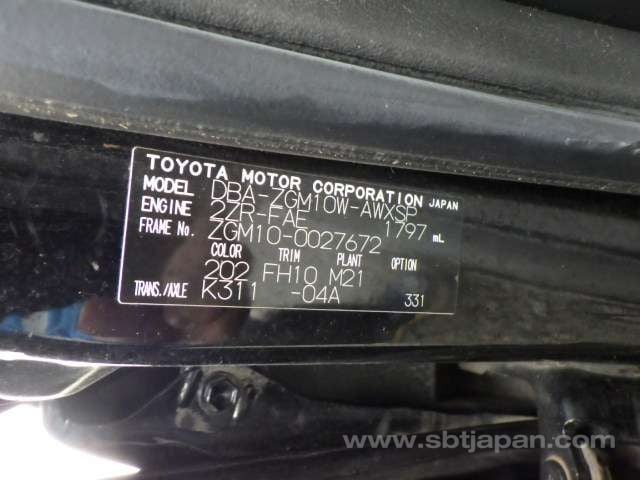 TOYOTA MOTOR CORPORATION JAPAN
MODEL DBA-ZGM10W-AWXSP
ENGINE 2ZR-FAE 1797 mL
FRAME No. ZGM10-0027672
COLOR TRIM PLANT OPTION
202 FH10 M21
TRANS./AXLE K311 -04A 331
www.sbtjapan.com